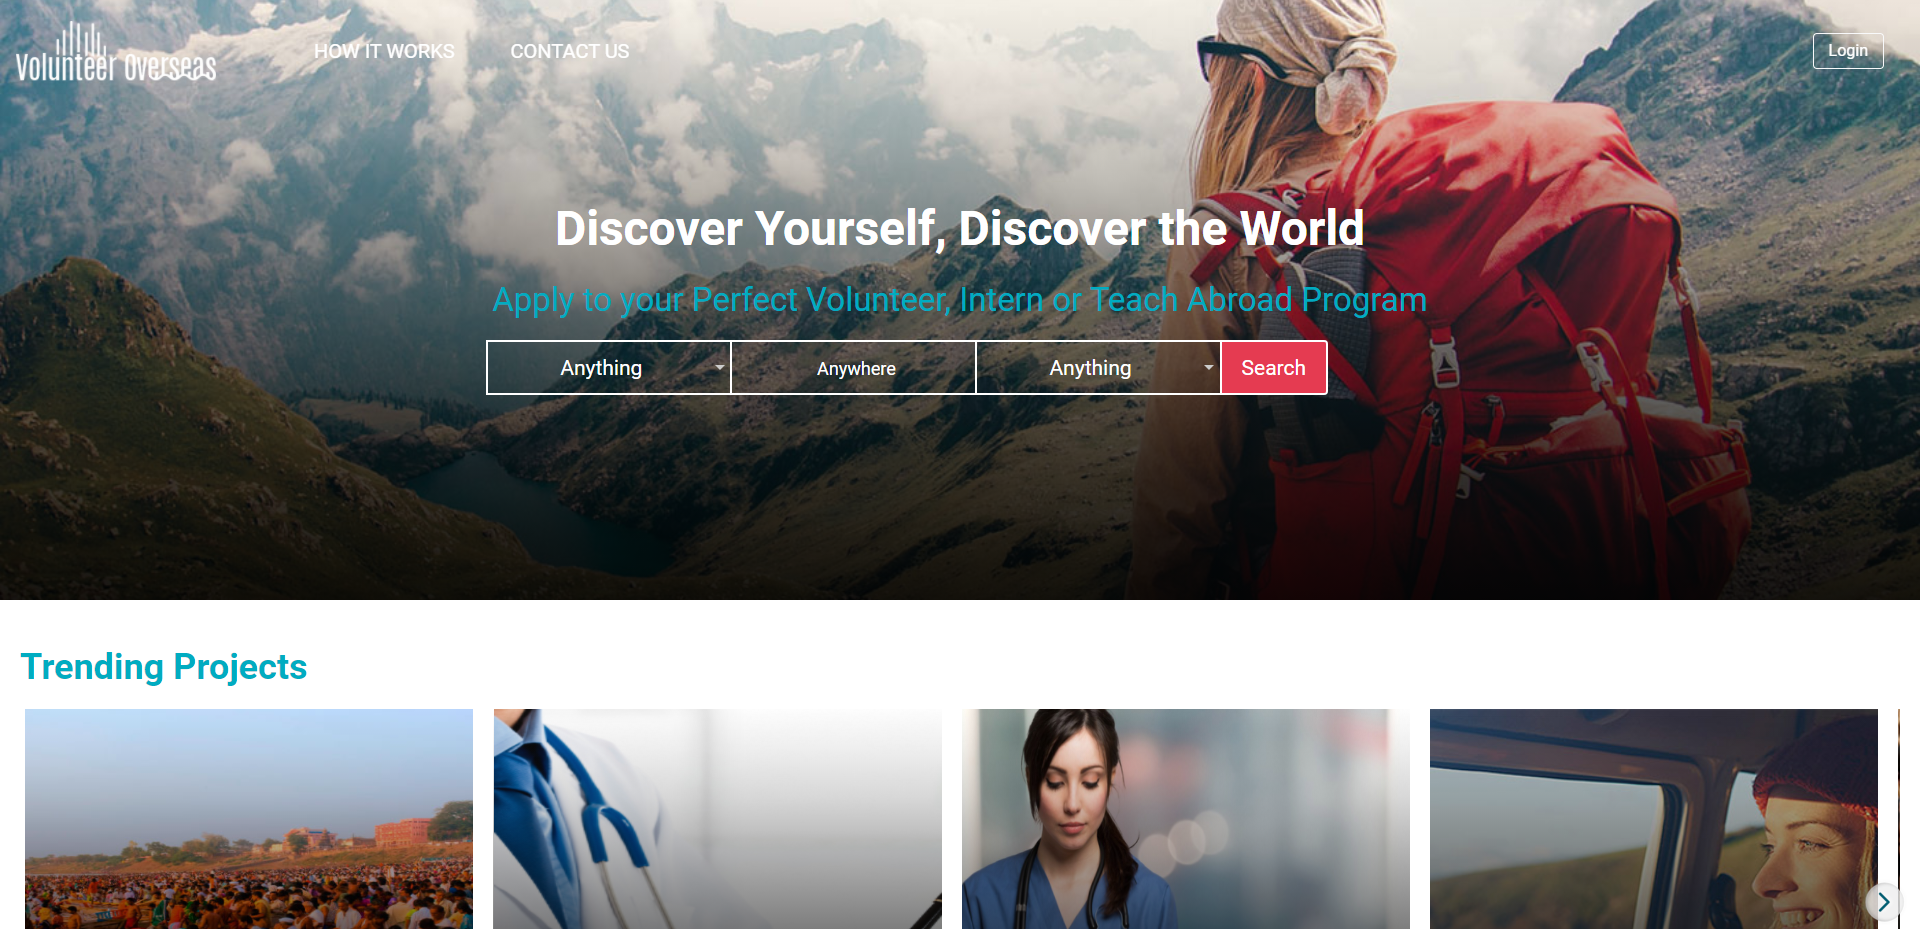 Volunteer Overseas
HOW IT WORKS
CONTACT US
Login
Discover Yourself, Discover the World
Apply to your Perfect Volunteer, Intern or Teach Abroad Program
Anything
Anywhere
Anything
Search
Trending Projects